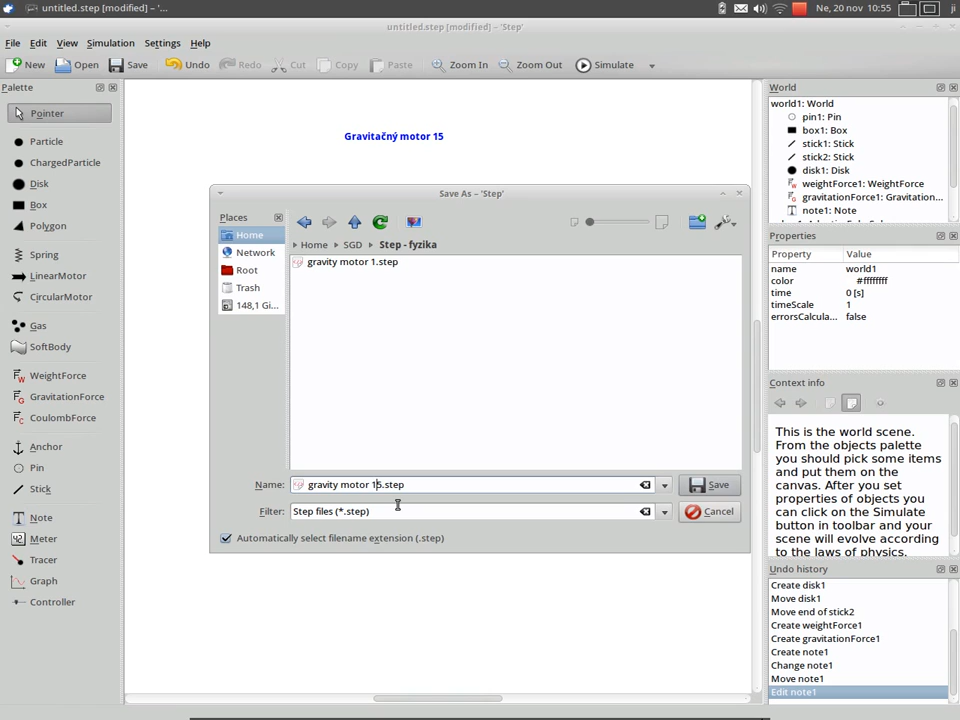 untitled.step [modified] – '...
Ne, 20 nov 10:55
ji
untitled.step [modified] – 'Step'
File Edit View Simulation Settings Help
New Open Save Undo Redo Cut Copy Paste Zoom In Zoom Out Simulate
Palette
Pointer
Particle
ChargedParticle
Disk
Box
Polygon
Spring
LinearMotor
CircularMotor
Gas
SoftBody
WeightForce
GravitationForce
CoulombForce
Anchor
Pin
Stick
Note
Meter
Tracer
Graph
Controller
Gravitačný motor 15
Save As – 'Step'
Places
Home
Network
Root
Trash
148,1 Gi...
Home SGD Step - fyzika
gravity motor 1.step
Name: gravity motor 15.step Save
Filter: Step files (*.step) Cancel
Automatically select filename extension (.step)
World
world1: World
pin1: Pin
box1: Box
stick1: Stick
stick2: Stick
disk1: Disk
weightForce1: WeightForce
gravitationForce1: Gravitation...
note1: Note
Properties
Property Value
name world1
color #ffffffff
time 0 [s]
timeScale 1
errorsCalcula... false
Context info
This is the world scene.
From the objects palette
you should pick some items
and put them on the
canvas. After you set
properties of objects you
can click on the Simulate
button in toolbar and your
scene will evolve according
to the laws of physics.
Undo history
Create disk1
Move disk1
Move end of stick2
Create weightForce1
Create gravitationForce1
Create note1
Change note1
Move note1
Edit note1